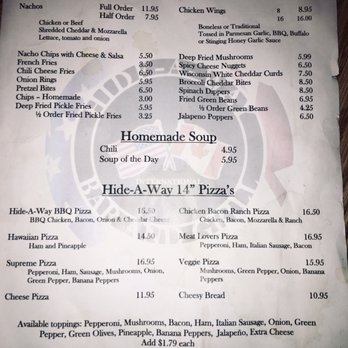 Nachos Full Order 11.95
Half Order 7.95
Chicken or Beef
Shredded Cheddar & Mozzarella
Lettuce, tomato and onion
Chicken Wings 8 9.00
16 16.00
Boneless or Traditional
Tossed in Parmesan Garlic, BBQ, Buffalo
or Stinging Honey Garlic Sauce
Nacho Chips with Cheese & Salsa 5.50
French Fries 3.50
Chili Cheese Fries 6.50
Onion Rings 5.95
Pretzel Bites 6.50
Chips - Homemade 3.00
Deep Fried Pickle Fries 5.95
½ Order Fried Pickle Fries 3.25
Deep Fried Mushrooms 5.99
Spicy Cheese Nuggets 6.50
Wisconsin White Cheddar Curds 7.50
Broccoli Cheddar Bites 8.50
Spinach Dippers 8.50
Fried Green Beans 6.95
½ Order Green Beans 4.25
Jalapeno Poppers 6.50
Homemade Soup
Chili 4.95
Soup of the Day 5.95
INTERNATIONAL
Hide-A-Way 14" Pizza's
Hide-A-Way BBQ Pizza 15.50
BBQ Chicken, Bacon, Onion & Cheddar Cheese
Chicken Bacon Ranch Pizza 16.50
Chicken, Bacon, Mozzarella & Ranch
Hawaiian Pizza 14.50
Ham and Pineapple
Meat Lovers Pizza 16.95
Pepperoni, Ham, Italian Sausage, Bacon
Supreme Pizza 16.95
Pepperoni, Ham, Sausage, Mushrooms, Onion,
Green Pepper, Banana Peppers
Veggie Pizza 15.95
Mushrooms, Green Pepper, Onion, Banana
Peppers
Cheese Pizza 11.95
Cheesy Bread 10.95
Available toppings: Pepperoni, Mushrooms, Bacon, Ham, Italian Sausage, Onion, Green
Pepper, Green Olives, Pineapple, Banana Peppers, Jalapeño, Extra Cheese
Add $1.79 each